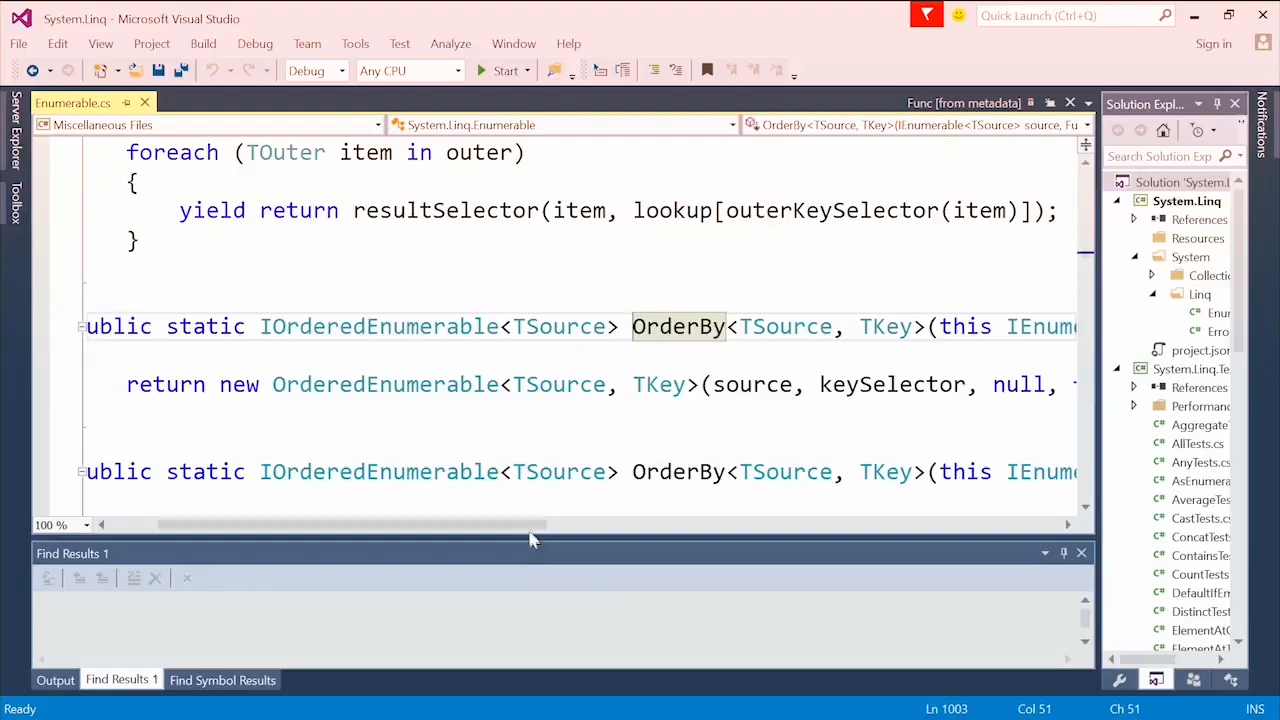 System.Linq - Microsoft Visual Studio
Quick Launch (Ctrl+Q)
File Edit View Project Build Debug Team Tools Test Analyze Window Help
Sign in
Debug Any CPU Start
Server Explorer
Toolbox
Enumerable.cs
Func [from metadata]
Miscellaneous Files
System.Linq.Enumerable
OrderBy<TSource, TKey>(IEnumerable<TSource> source, Fu
foreach (TOuter item in outer)
{
yield return resultSelector(item, lookup[outerKeySelector(item)]);
}
ublic static IOrderedEnumerable<TSource> OrderBy<TSource, TKey>(this IEnume
return new OrderedEnumerable<TSource, TKey>(source, keySelector, null,
ublic static IOrderedEnumerable<TSource> OrderBy<TSource, TKey>(this IEnume
100 %
Find Results 1
Output Find Results 1 Find Symbol Results
Solution Expl...
Search Solution Exp
Solution 'System.L
System.Linq
References
Resources
System
Collectio
Linq
Enur
Erro
project.json
System.Linq.Te
References
Performanc
Aggregate
AllTests.cs
AnyTests.cs
AsEnumera
AverageTes
CastTests.cs
ConcatTests
ContainsTes
CountTests
DefaultIfEm
DistinctTest
ElementAtO
ElementAtT
Notifications
Ready
Ln 1003 Col 51 Ch 51 INS